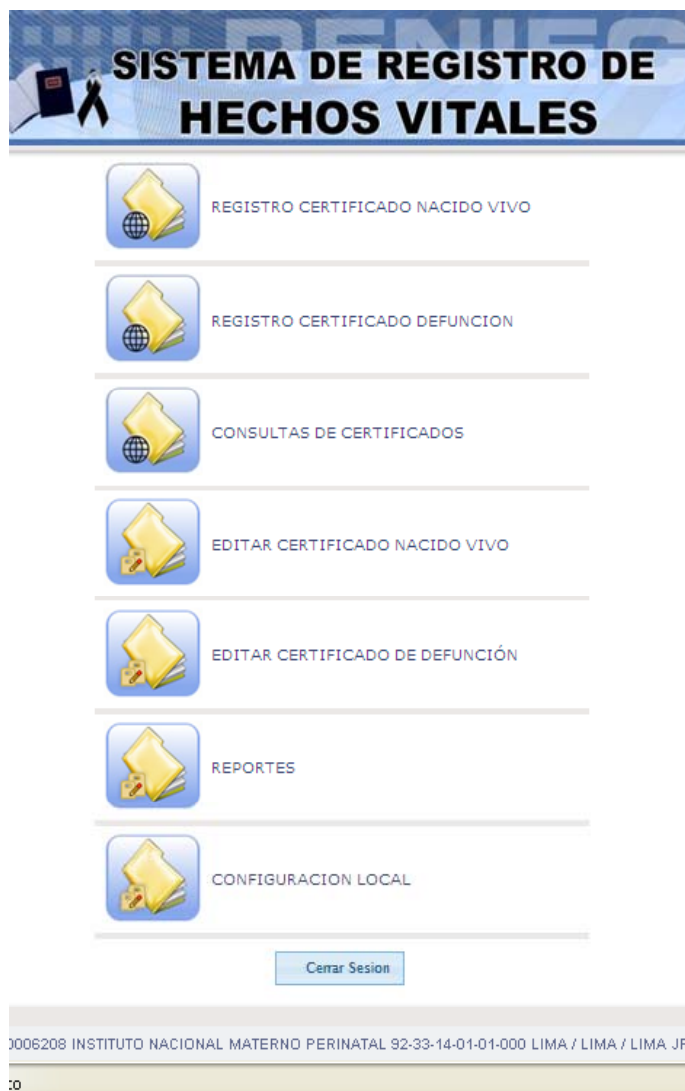 RENIEC
SISTEMA DE REGISTRO DE
HECHOS VITALES
REGISTRO CERTIFICADO NACIDO VIVO
REGISTRO CERTIFICADO DEFUNCION
CONSULTAS DE CERTIFICADOS
EDITAR CERTIFICADO NACIDO VIVO
EDITAR CERTIFICADO DE DEFUNCIÓN
REPORTES
CONFIGURACION LOCAL
Cerrar Sesion
0006208 INSTITUTO NACIONAL MATERNO PERINATAL 92-33-14-01-01-000 LIMA / LIMA / LIMA